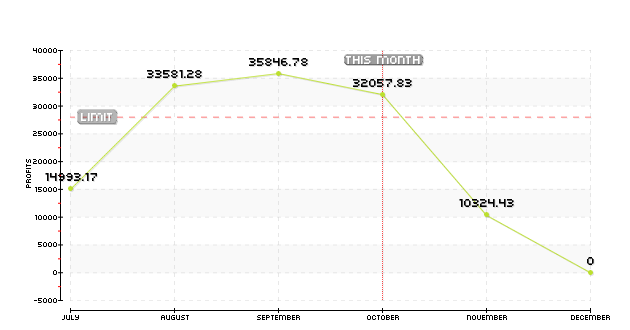 40000
THIS MONTH
35846.78
33581.28
35000
32057.83
30000
LIMIT
25000
20000
PROFITS
14993.17
15000
10324.43
10000
5000
0
0
-5000
JULY
AUGUST
SEPTEMBER
OCTOBER
NOVEMBER
DECEMBER